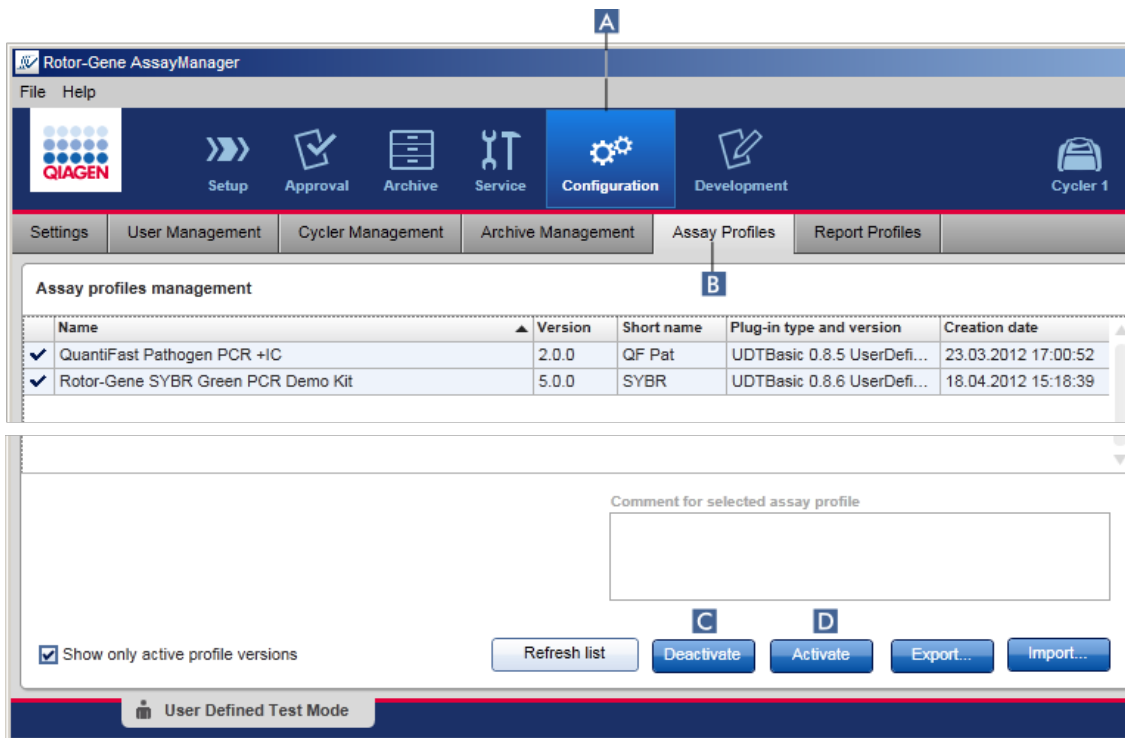 A
Rotor-Gene AssayManager
File Help
QIAGEN
Setup Approval Archive Service Configuration Development Cycler 1
Settings User Management Cycler Management Archive Management Assay Profiles Report Profiles
B
Assay profiles management
Name Version Short name Plug-in type and version Creation date
QuantiFast Pathogen PCR +IC 2.0.0 QF Pat UDTBasic 0.8.5 UserDefi... 23.03.2012 17:00:52
Rotor-Gene SYBR Green PCR Demo Kit 5.0.0 SYBR UDTBasic 0.8.6 UserDefi... 18.04.2012 15:18:39
Comment for selected assay profile
C D
Show only active profile versions Refresh list Deactivate Activate Export... Import...
User Defined Test Mode